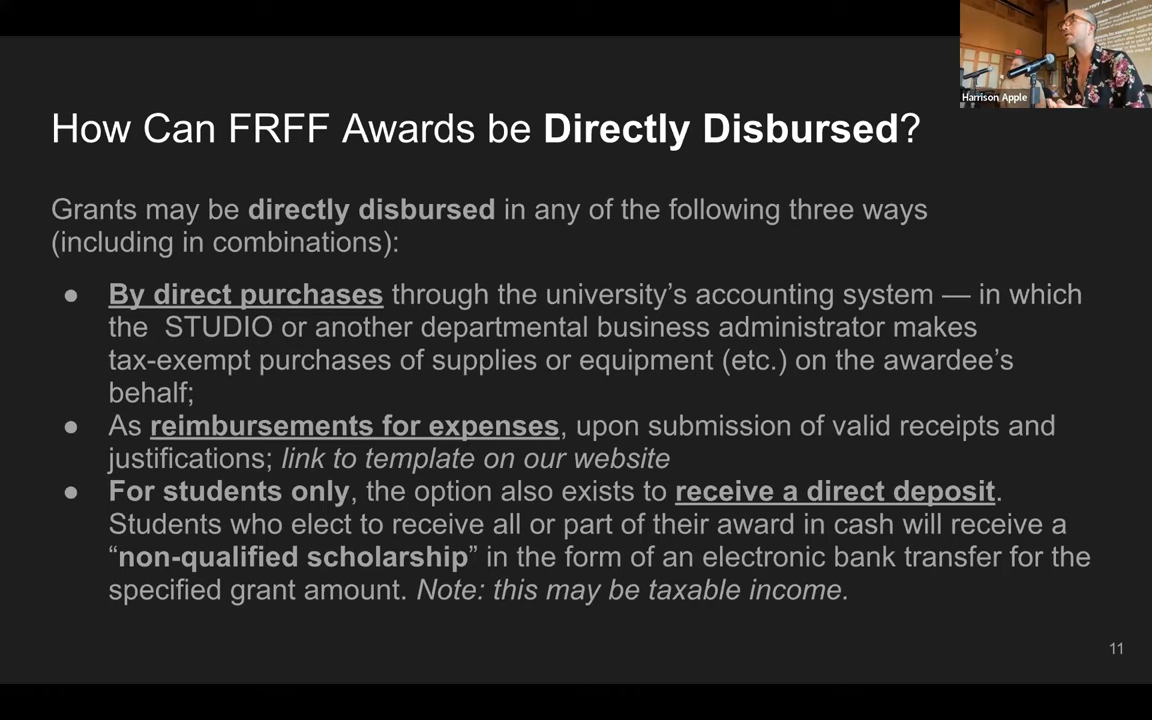 Harrison Apple
How Can FRFF Awards be Directly Disbursed?
Grants may be directly disbursed in any of the following three ways
(including in combinations):
● By direct purchases through the university’s accounting system — in which
the  STUDIO or another departmental business administrator makes
tax-exempt purchases of supplies or equipment (etc.) on the awardee’s
behalf;
● As reimbursements for expenses, upon submission of valid receipts and
justifications; link to template on our website
● For students only, the option also exists to receive a direct deposit.
Students who elect to receive all or part of their award in cash will receive a
“non-qualified scholarship” in the form of an electronic bank transfer for the
specified grant amount. Note: this may be taxable income.
11